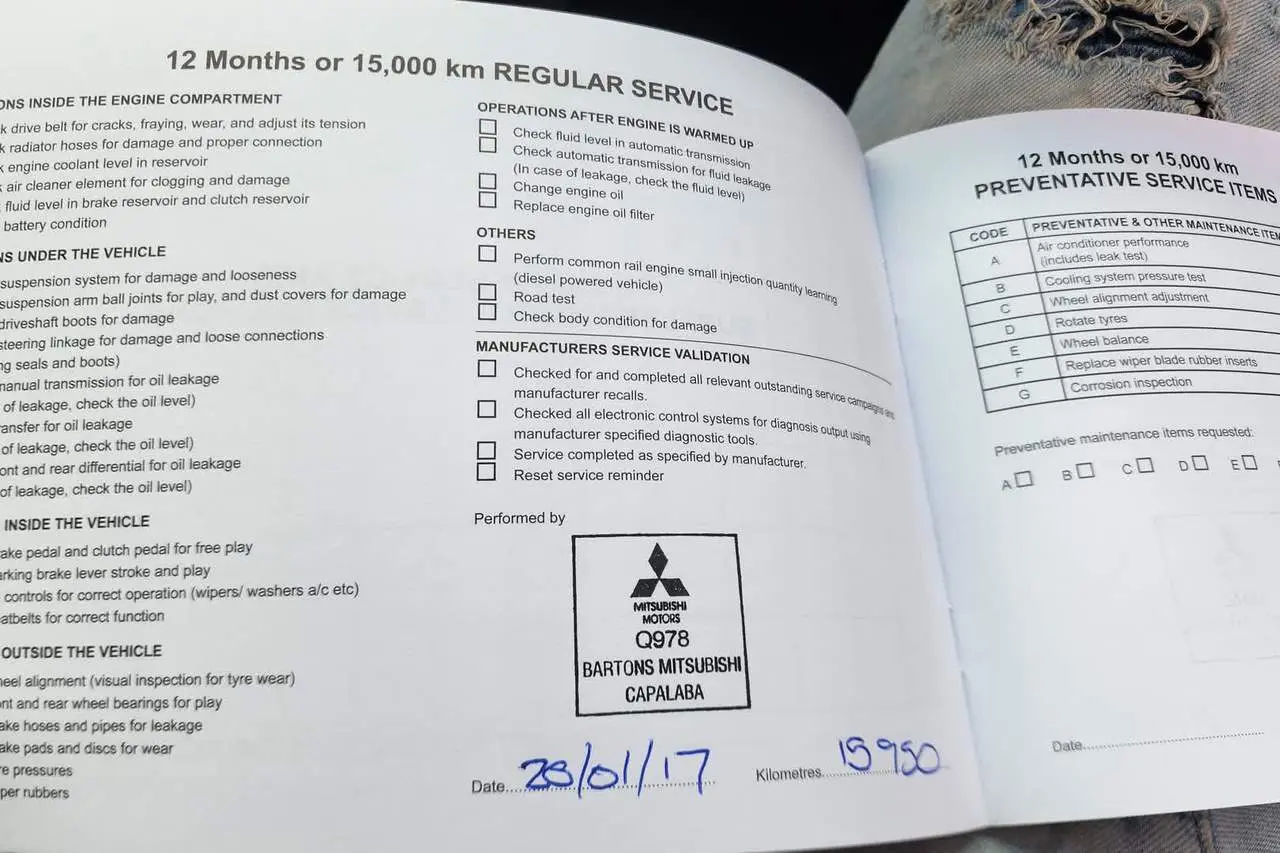 12 Months or 15,000 km REGULAR SERVICE
ONS INSIDE THE ENGINE COMPARTMENT
k drive belt for cracks, fraying, wear, and adjust its tension
k radiator hoses for damage and proper connection
k engine coolant level in reservoir
air cleaner element for clogging and damage
fluid level in brake reservoir and clutch reservoir
battery condition
NS UNDER THE VEHICLE
suspension system for damage and looseness
suspension arm ball joints for play, and dust covers for damage
driveshaft boots for damage
steering linkage for damage and loose connections
ng seals and boots)
manual transmission for oil leakage
of leakage, check the oil level)
ansfer for oil leakage
of leakage, check the oil level)
ont and rear differential for oil leakage
of leakage, check the oil level)
INSIDE THE VEHICLE
ake pedal and clutch pedal for free play
arking brake lever stroke and play
controls for correct operation (wipers/ washers a/c etc)
eatbelts for correct function
OUTSIDE THE VEHICLE
heel alignment (visual inspection for tyre wear)
ont and rear wheel bearings for play
ake hoses and pipes for leakage
ake pads and discs for wear
re pressures
per rubbers
OPERATIONS AFTER ENGINE IS WARMED UP
Check fluid level in automatic transmission
Check automatic transmission for fluid leakage
(In case of leakage, check the fluid level)
Change engine oil
Replace engine oil filter
OTHERS
Perform common rail engine small injection quantity learning
(diesel powered vehicle)
Road test
Check body condition for damage
MANUFACTURERS SERVICE VALIDATION
Checked for and completed all relevant outstanding service campaigns and
manufacturer recalls.
Checked all electronic control systems for diagnosis output using
manufacturer specified diagnostic tools.
Service completed as specified by manufacturer.
Reset service reminder
Performed by
MITSUBISHI
MOTORS
Q978
BARTONS MITSUBISHI
CAPALABA
Date.....28/01/17 Kilometres.....15950
12 Months or 15,000 km
PREVENTATIVE SERVICE ITEMS
CODE PREVENTATIVE & OTHER MAINTENANCE ITEM
A Air conditioner performance
(includes leak test)
B Cooling system pressure test
C Wheel alignment adjustment
D Rotate tyres
E Wheel balance
F Replace wiper blade rubber inserts
G Corrosion inspection
Preventative maintenance items requested:
A B C D E
Date